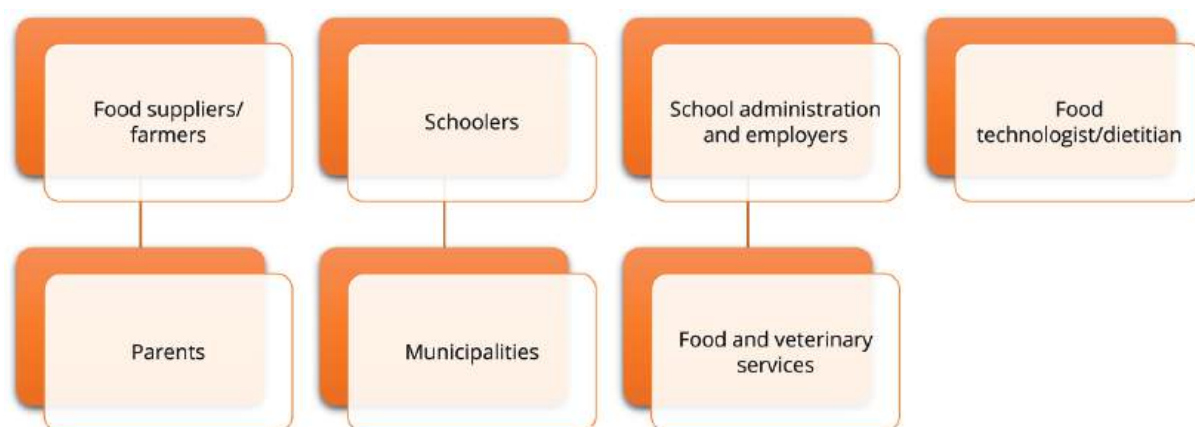 Food suppliers/
farmers
Schoolers
School administration
and employers
Food
technologist/dietitian
Parents
Municipalities
Food and veterinary
services